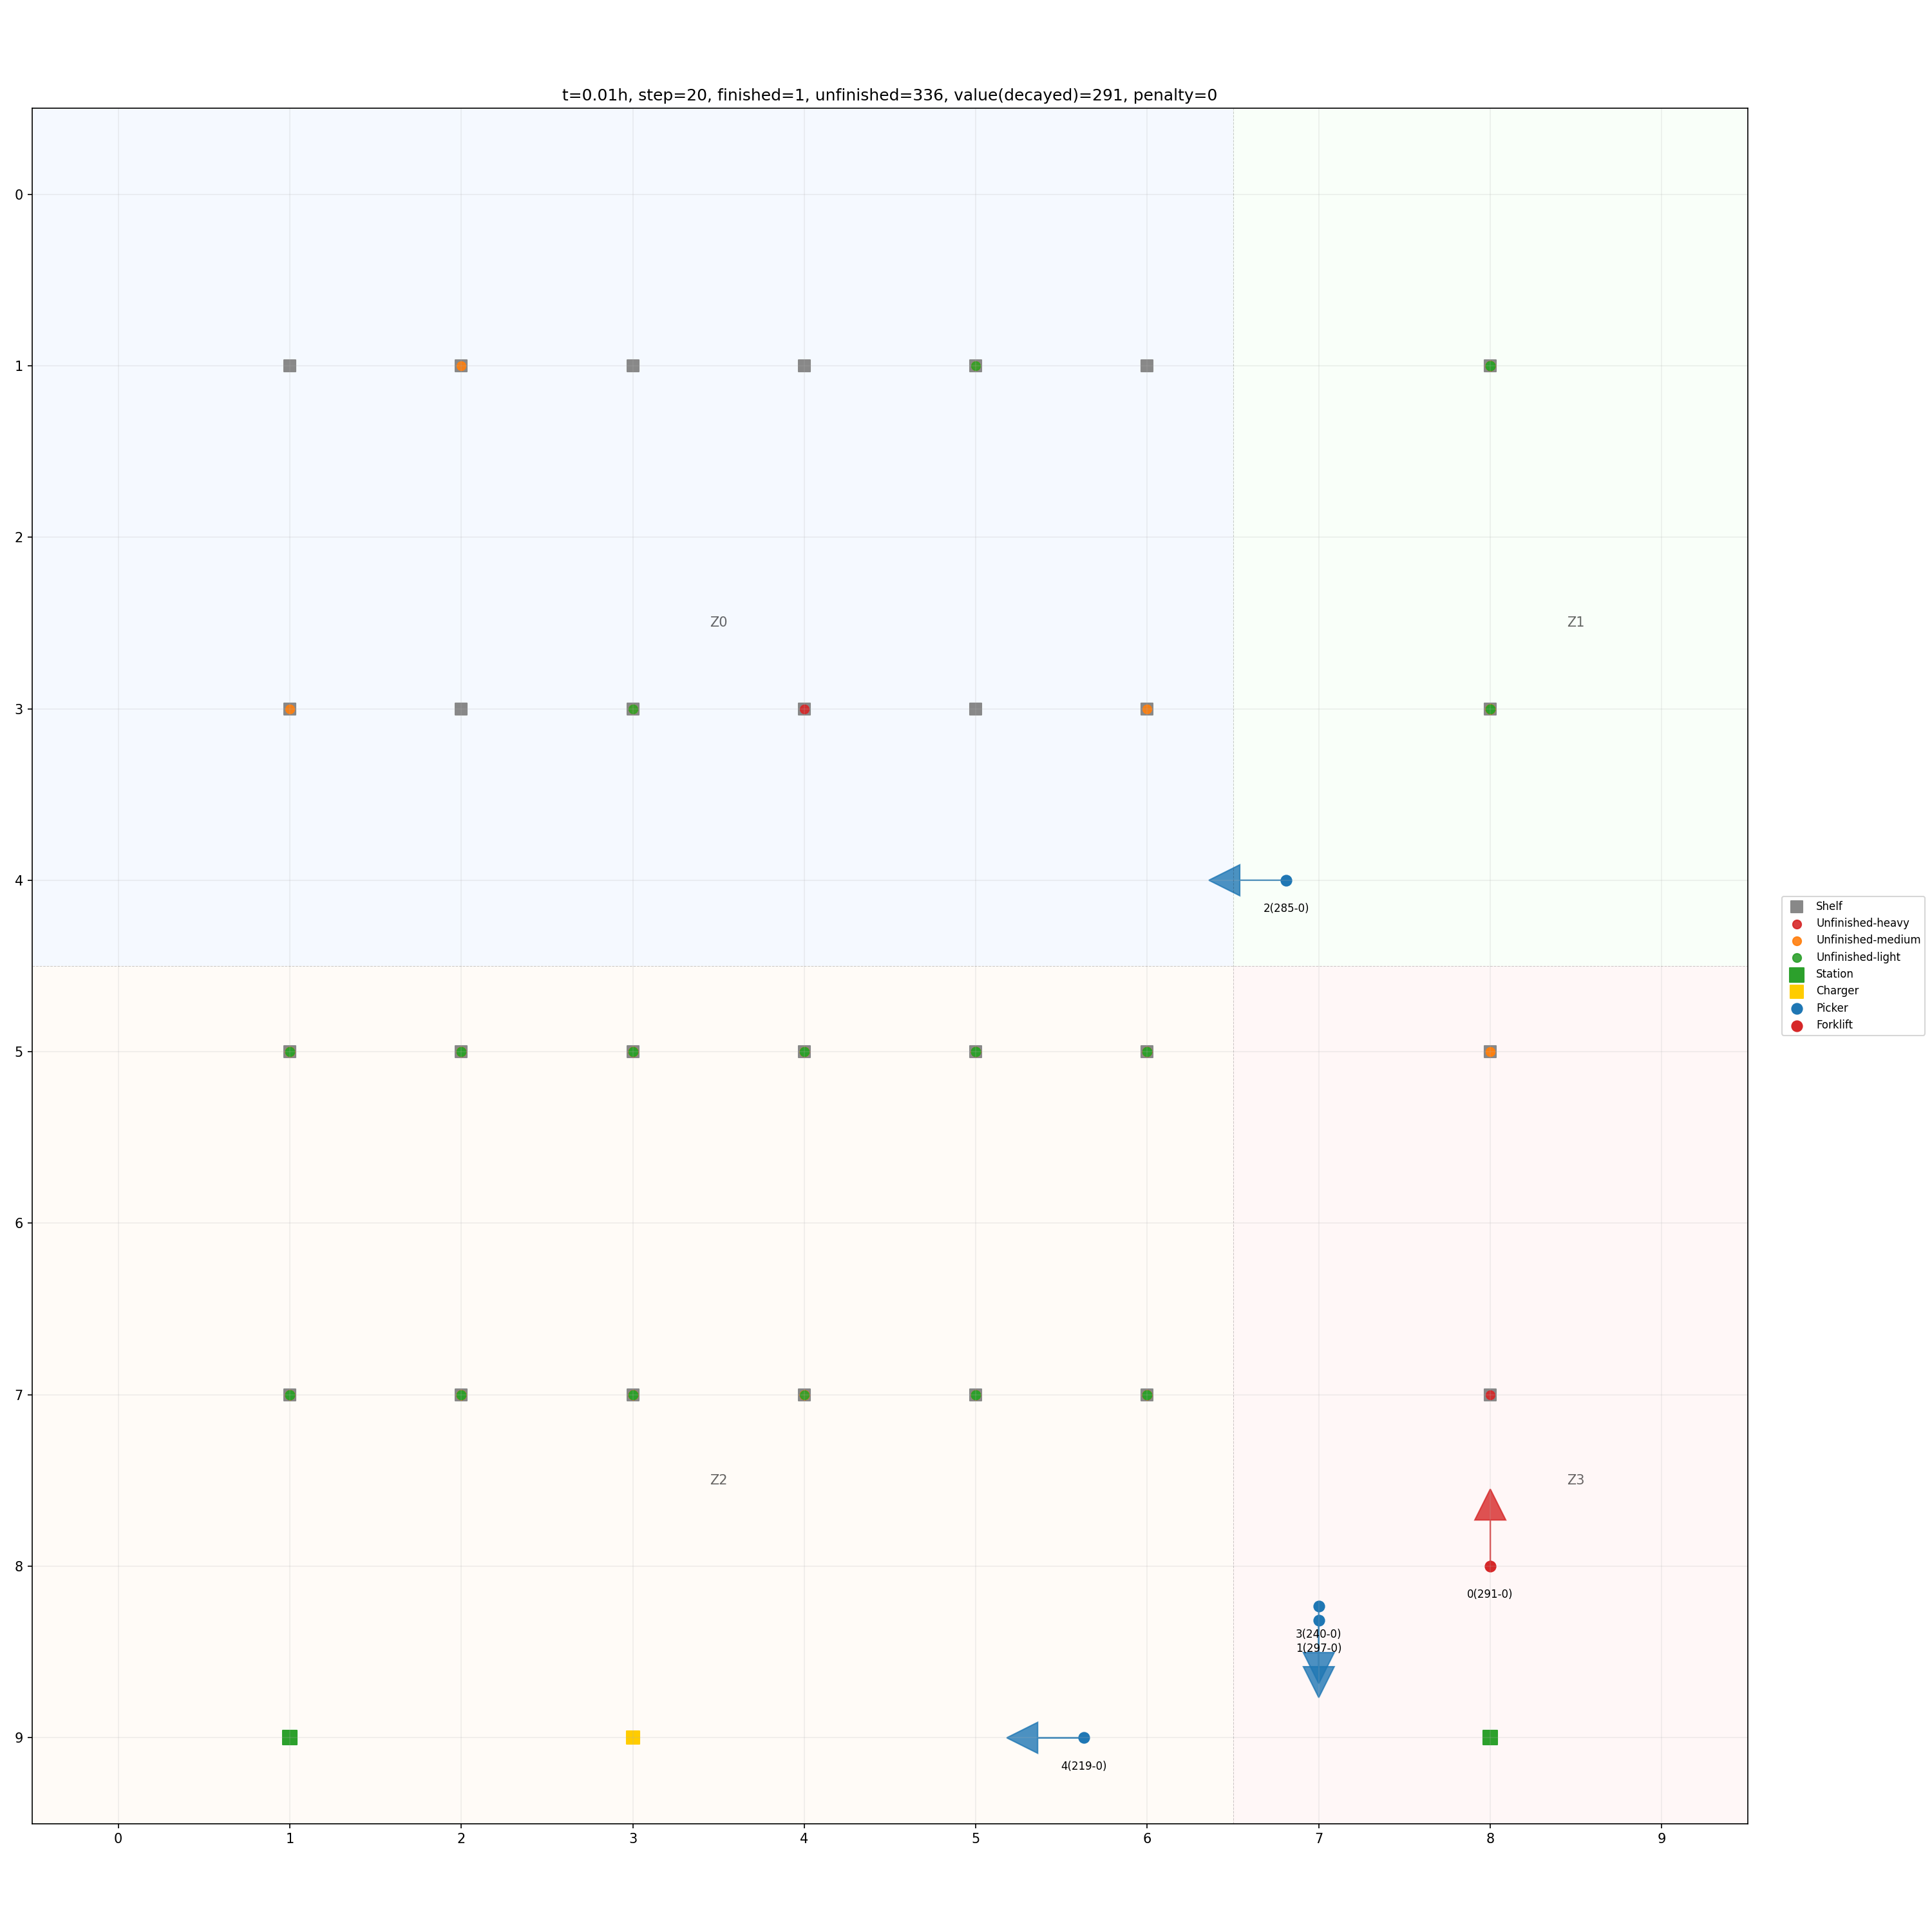 t=0.01h, step=20, finished=1, unfinished=336, value(decayed)=291, penalty=0
0
1
2
Z0
Z1
3
4
2(285-0)
Shelf
Unfinished-heavy
Unfinished-medium
Unfinished-light
Station
Charger
Picker
Forklift
5
6
7
Z2
Z3
8
0(291-0)
3(240-0)
1(297-0)
9
4(219-0)
0 1 2 3 4 5 6 7 8 9